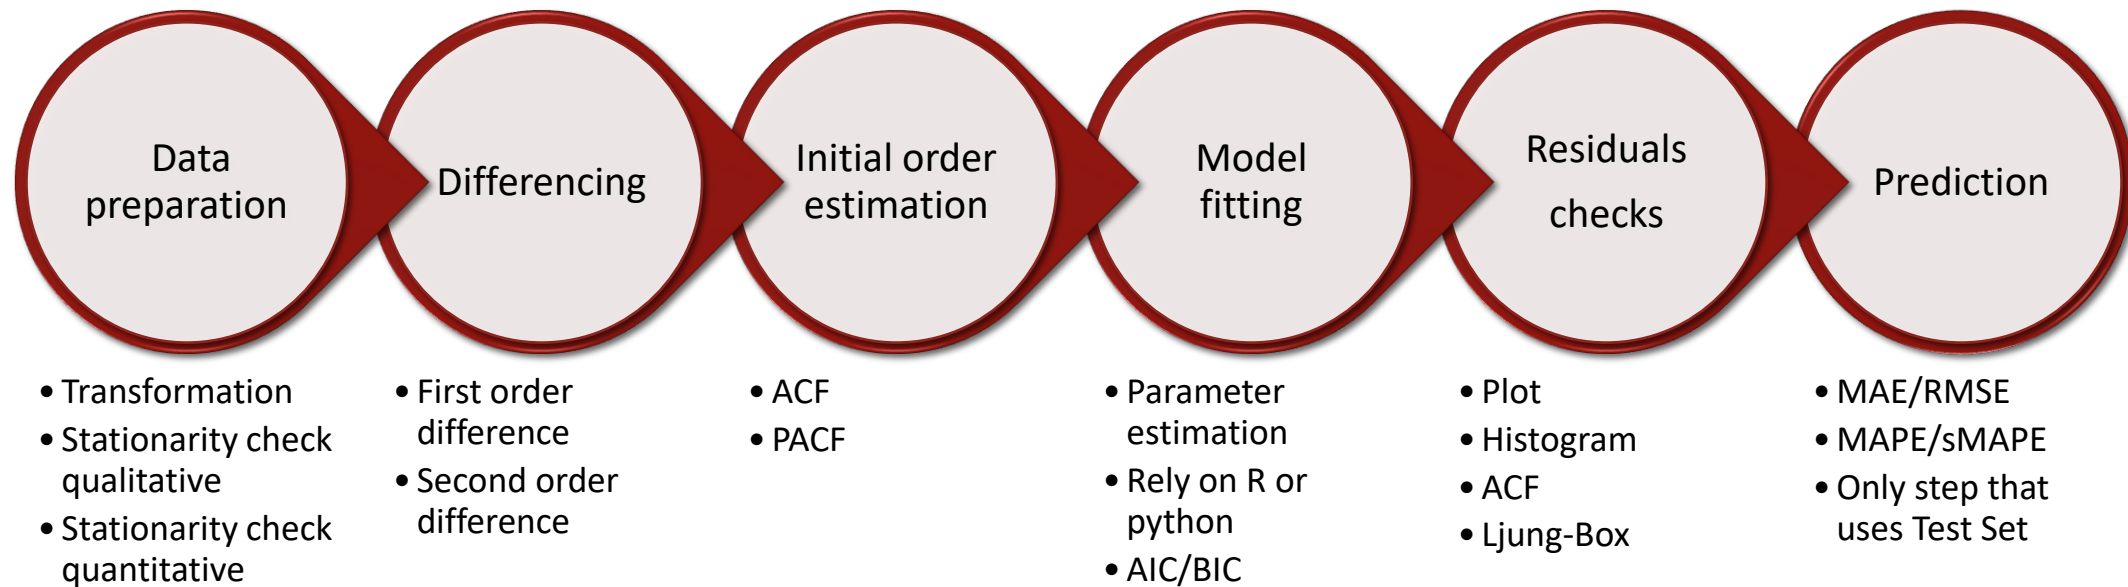 Data
preparation
Differencing
Initial order
estimation
Model
fitting
Residuals
checks
Prediction
• Transformation
• Stationarity check
qualitative
• Stationarity check
quantitative
• First order
difference
• Second order
difference
• ACF
• PACF
• Parameter
estimation
• Rely on R or
python
• AIC/BIC
• Plot
• Histogram
• ACF
• Ljung-Box
• MAE/RMSE
• MAPE/sMAPE
• Only step that
uses Test Set